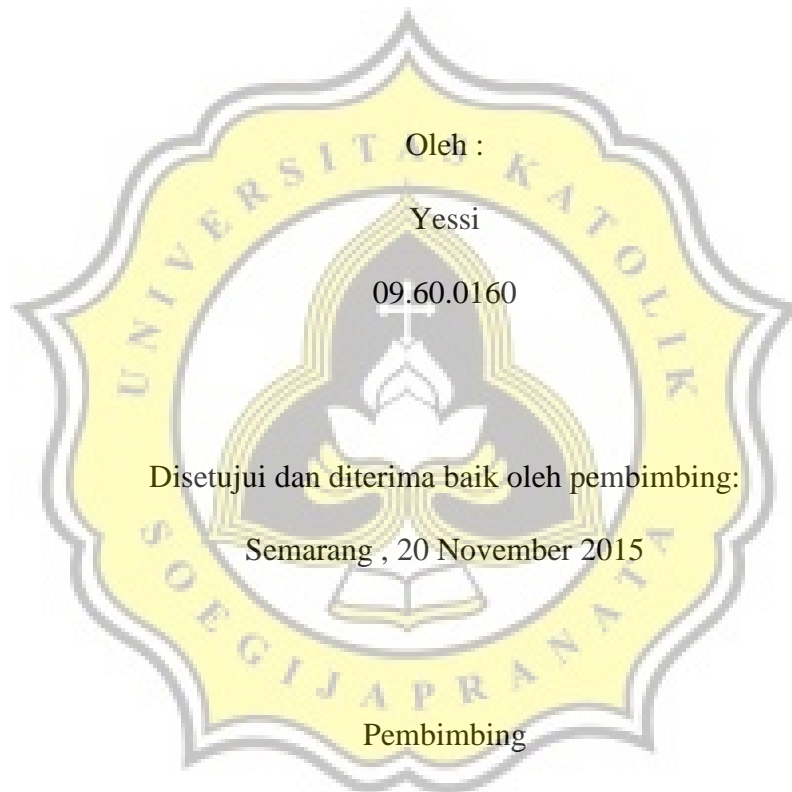 UNIVERSITAS KATOLIK
Oleh :
Yessi
09.60.0160
Disetujui dan diterima baik oleh pembimbing:
Semarang , 20 November 2015
SOEGIJAPRANATA
Pembimbing